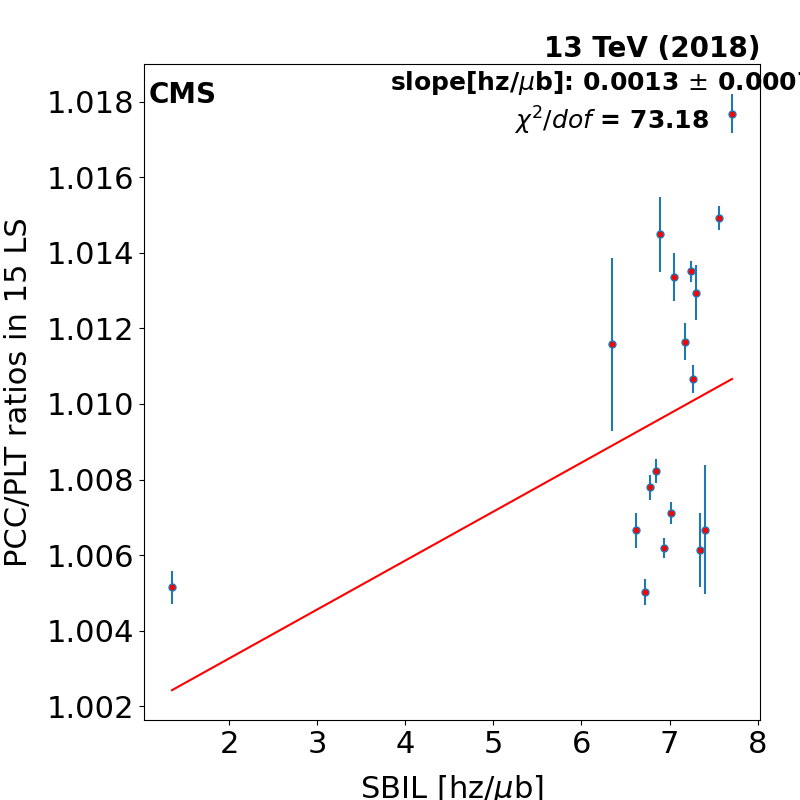 13 TeV (2018)
CMS
slope[hz/μb]: 0.0013 ± 0.0007
χ²/dof = 73.18
PCC/PLT ratios in 15 LS
1.018
1.016
1.014
1.012
1.010
1.008
1.006
1.004
1.002
2 3 4 5 6 7 8
SBIL [hz/μb]